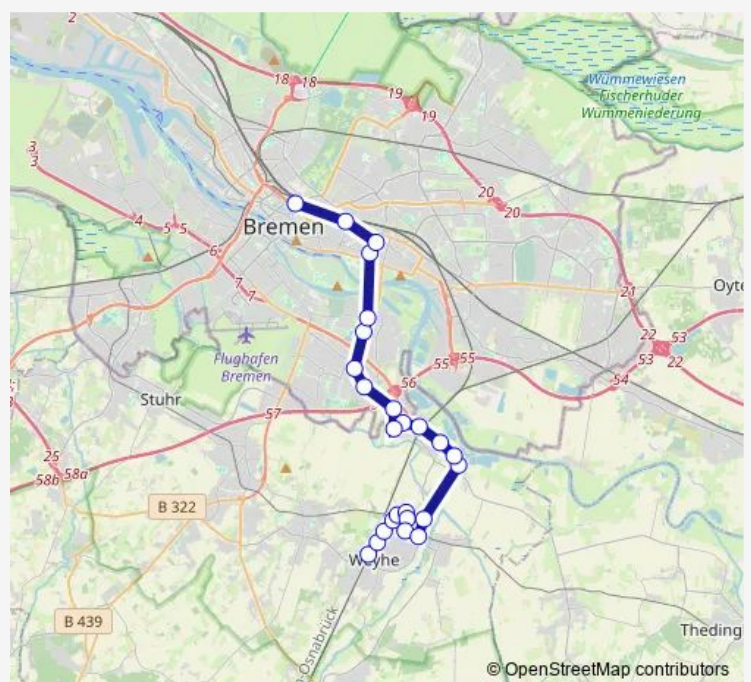 2
18 18
Wümmewiesen
Fischerhuder
Wümmeniederung
19
19
3
3
20
20
4
5 5
Bremen
6
7
7
21
Oyte
22
53
53
22
Flughafen
Bremen
55 55
56
54
Stuhr
57
25
58a
58b
B 322
Weyhe
B 439
-Osnabrück
Theding
© OpenStreetMap contributors